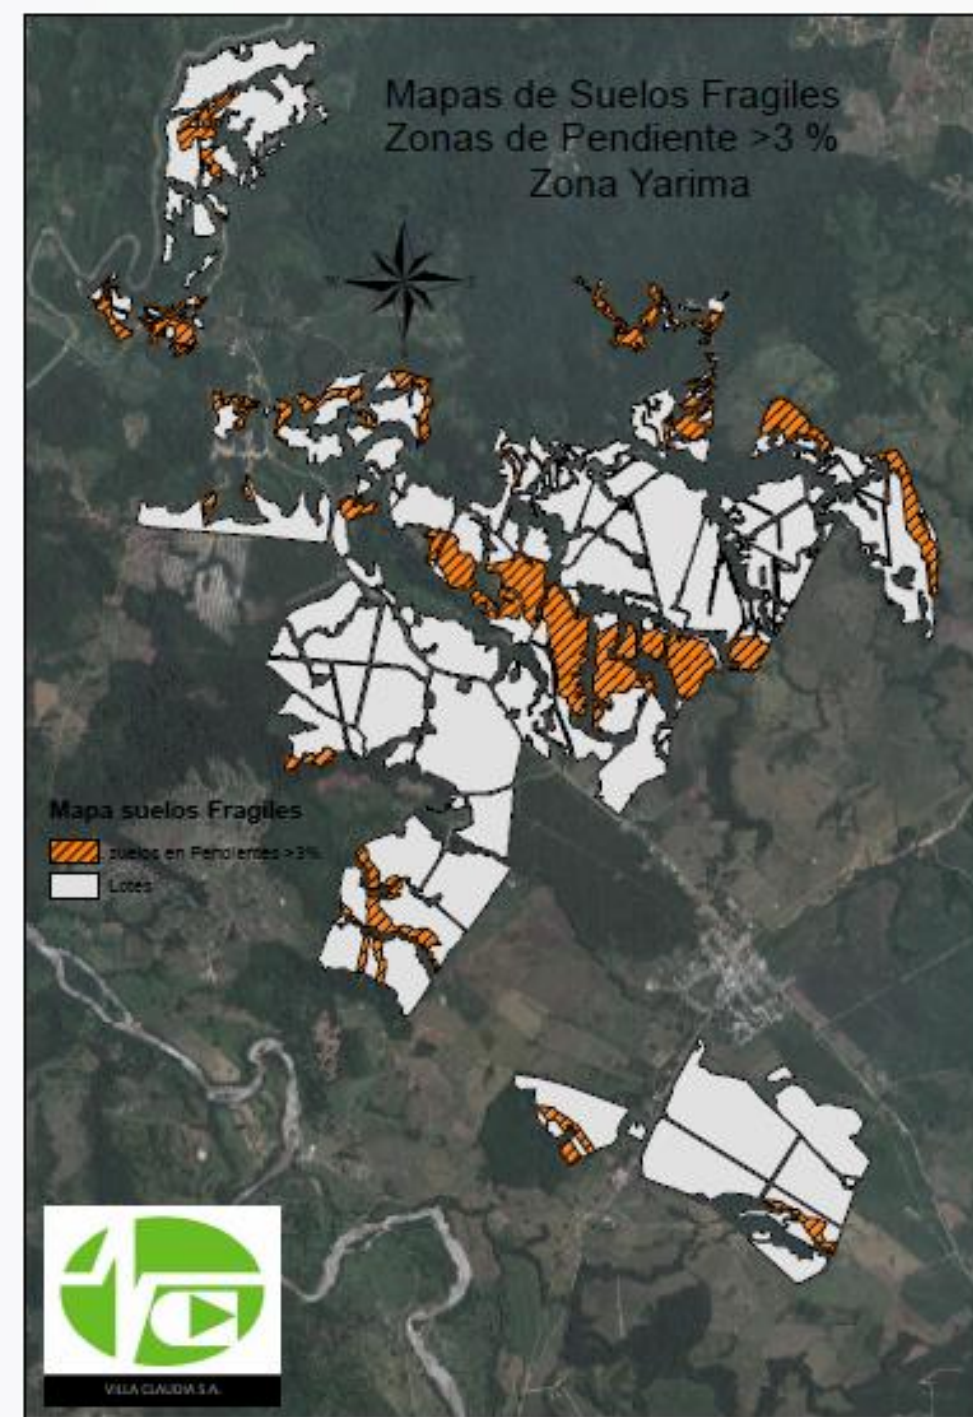 Mapas de Suelos Fragiles
Zonas de Pendiente >3 %
Zona Yarima
Mapa suelos Fragiles
suelos en Pendientes >3%
Lotes
VILLA CLAUDIA S.A.